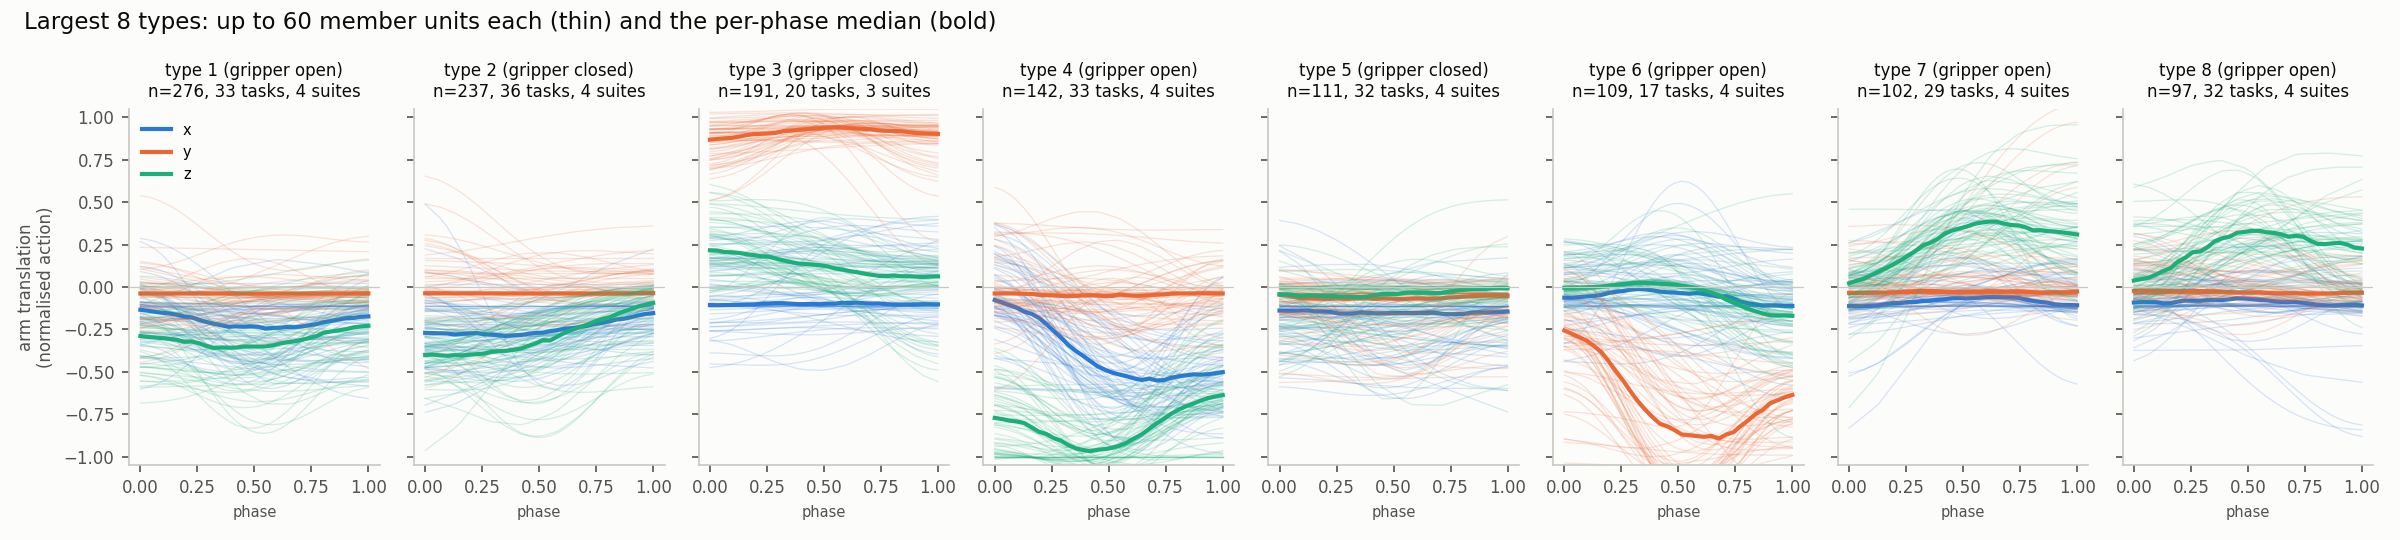 Largest 8 types: up to 60 member units each (thin) and the per-phase median (bold)
type 1 (gripper open)
n=276, 33 tasks, 4 suites
type 2 (gripper closed)
n=237, 36 tasks, 4 suites
type 3 (gripper closed)
n=191, 20 tasks, 3 suites
type 4 (gripper open)
n=142, 33 tasks, 4 suites
type 5 (gripper closed)
n=111, 32 tasks, 4 suites
type 6 (gripper open)
n=109, 17 tasks, 4 suites
type 7 (gripper open)
n=102, 29 tasks, 4 suites
type 8 (gripper open)
n=97, 32 tasks, 4 suites
arm translation
(normalised action)
1.00
0.75
0.50
0.25
0.00
−0.25
−0.50
−0.75
−1.00
x
y
z
0.00 0.25 0.50 0.75 1.00
0.00 0.25 0.50 0.75 1.00
0.00 0.25 0.50 0.75 1.00
0.00 0.25 0.50 0.75 1.00
0.00 0.25 0.50 0.75 1.00
0.00 0.25 0.50 0.75 1.00
0.00 0.25 0.50 0.75 1.00
0.00 0.25 0.50 0.75 1.00
phase
phase
phase
phase
phase
phase
phase
phase